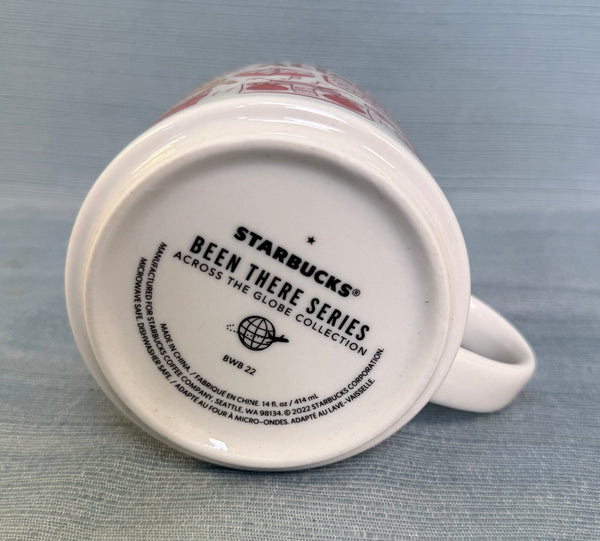 STARBUCKS®
BEEN THERE SERIES
ACROSS THE GLOBE COLLECTION
BWB 22
MADE IN CHINA. / FABRIQUÉ EN CHINE. 14 fl. oz / 414 mL
MANUFACTURED FOR STARBUCKS COFFEE COMPANY, SEATTLE, WA 98134. © 2022 STARBUCKS CORPORATION.
MICROWAVE SAFE. DISHWASHER SAFE. / ADAPTÉ AU FOUR À MICRO-ONDES. ADAPTÉ AU LAVE-VAISSELLE.